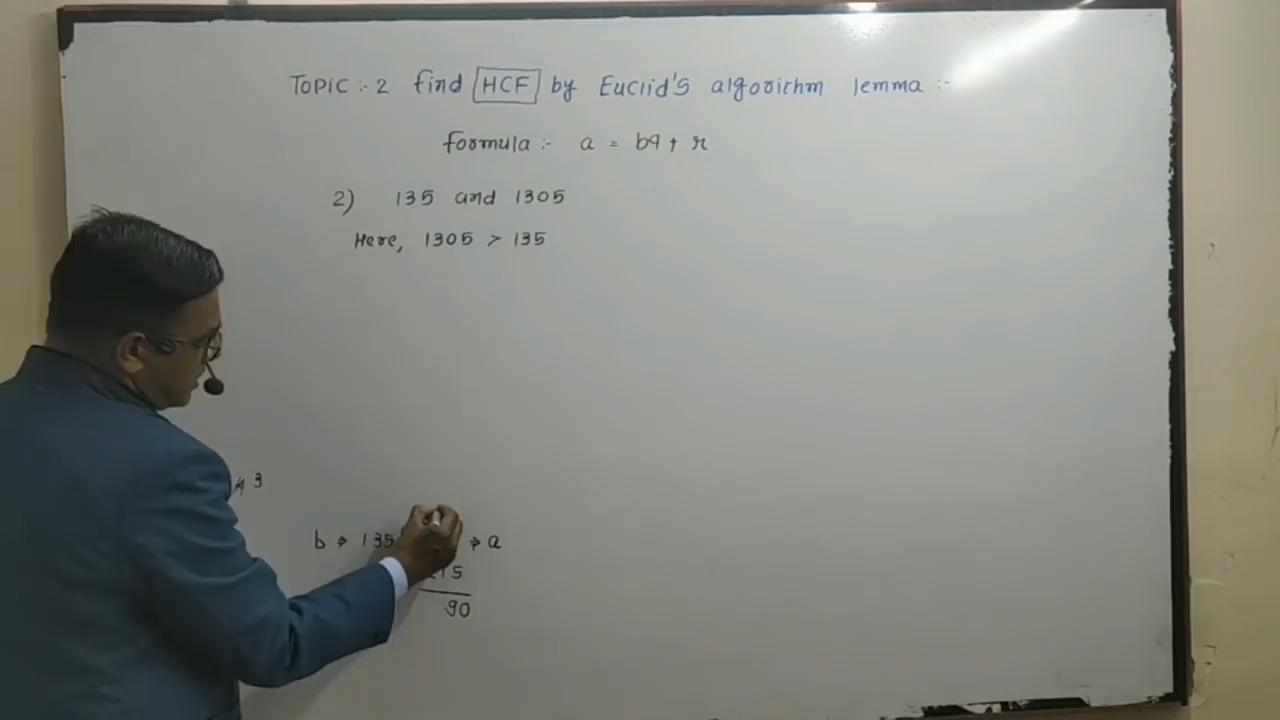 TOPIC :- 2 find HCF by Euclid's algorithm lemma :-
formula :- a = bq + r
2) 135 and 1305
Here, 1305 > 135
3
b → 135 → a
15
90